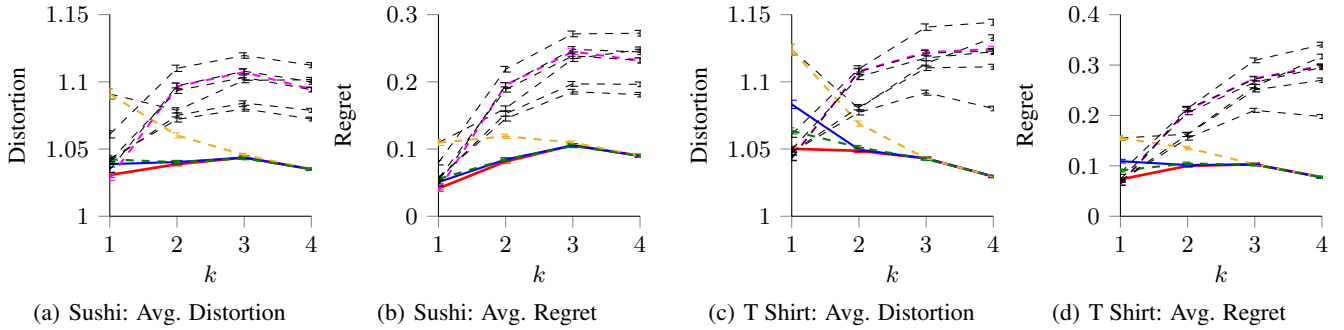 1.15
1.1
1.05
1
Distortion
1 2 3 4
k
(a) Sushi: Avg. Distortion
0.3
0.2
0.1
0
Regret
1 2 3 4
k
(b) Sushi: Avg. Regret
1.15
1.1
1.05
1
Distortion
1 2 3 4
k
(c) T Shirt: Avg. Distortion
0.4
0.3
0.2
0.1
0
Regret
1 2 3 4
k
(d) T Shirt: Avg. Regret